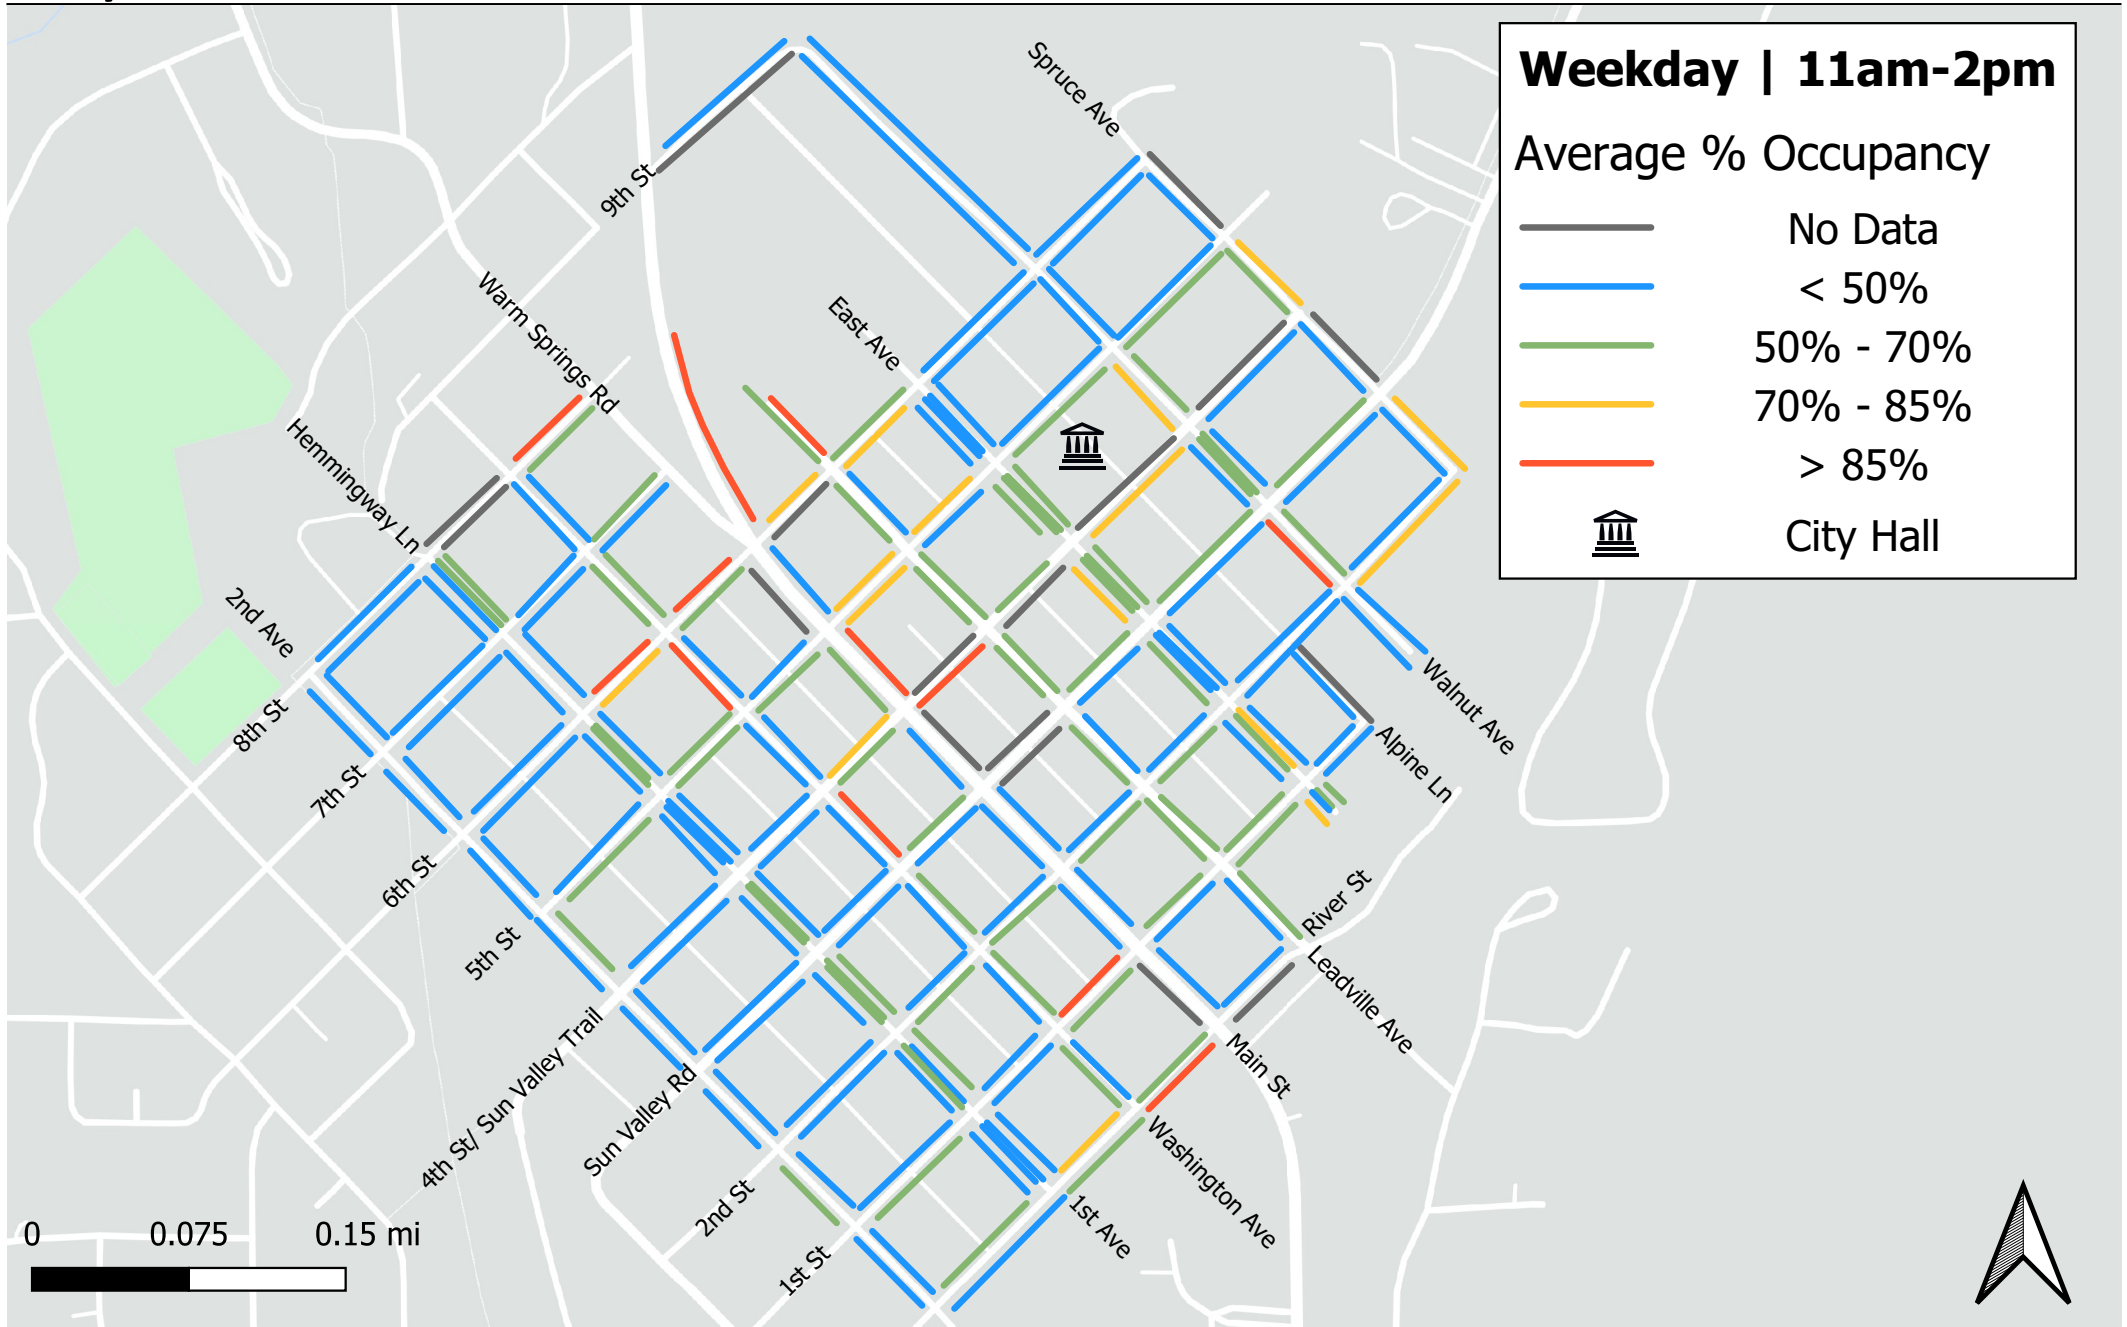 Weekday | 11am-2pm
Average % Occupancy
No Data
< 50%
50% - 70%
70% - 85%
> 85%
City Hall
Spruce Ave
9th St
East Ave
Warm Springs Rd
Hemmingway Ln
2nd Ave
8th St
7th St
6th St
5th St
4th St/ Sun Valley Trail
Sun Valley Rd
2nd St
1st St
1st Ave
Washington Ave
Main St
Leadville Ave
River St
Alpine Ln
Walnut Ave
0 0.075 0.15 mi